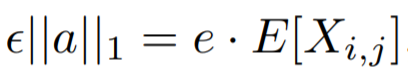 ϵ||a||₁ = e · E[X_{i,j}]